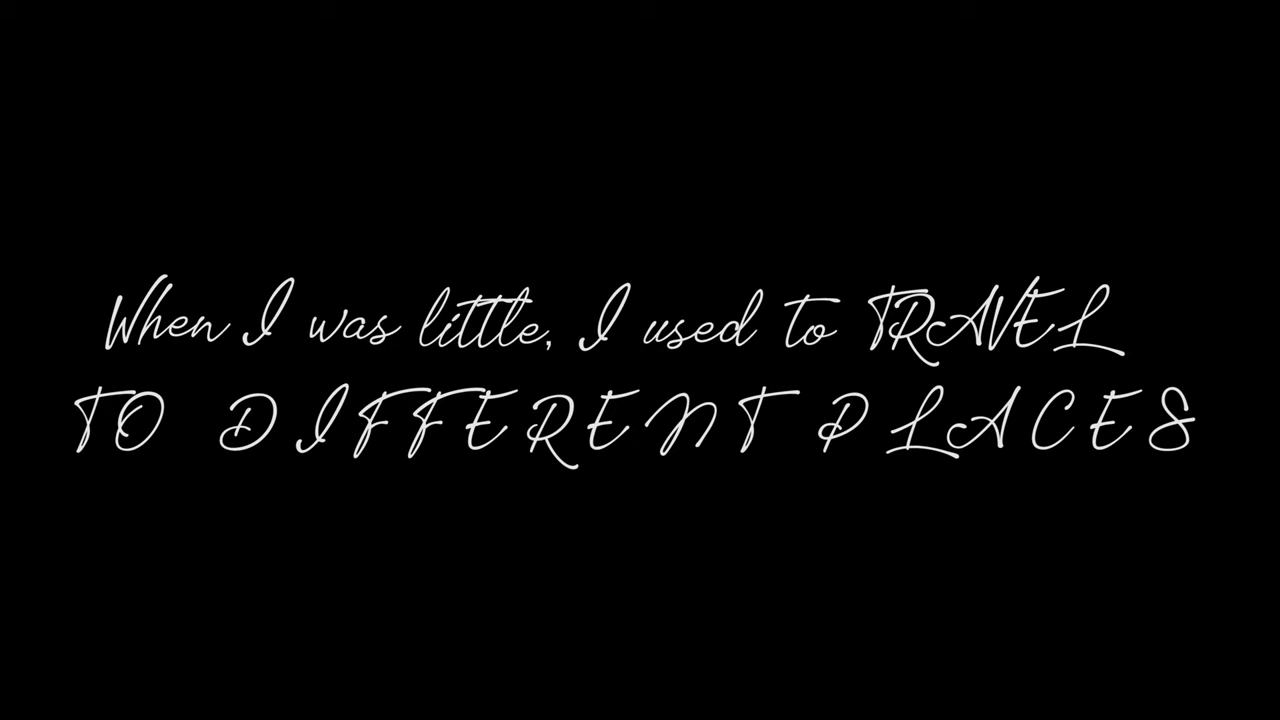 When I was little, I used to TRAVEL
TO DIFFERENT PLACES